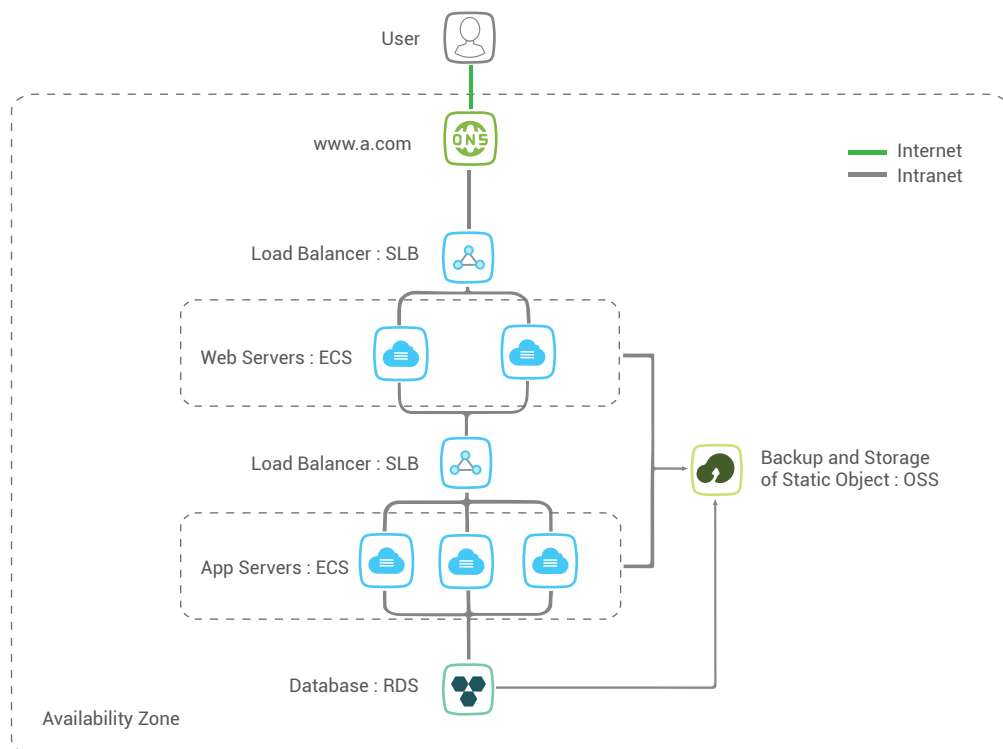 User
www.a.com
ONS
Internet
Intranet
Load Balancer : SLB
Web Servers : ECS
Load Balancer : SLB
Backup and Storage
of Static Object : OSS
App Servers : ECS
Database : RDS
Availability Zone